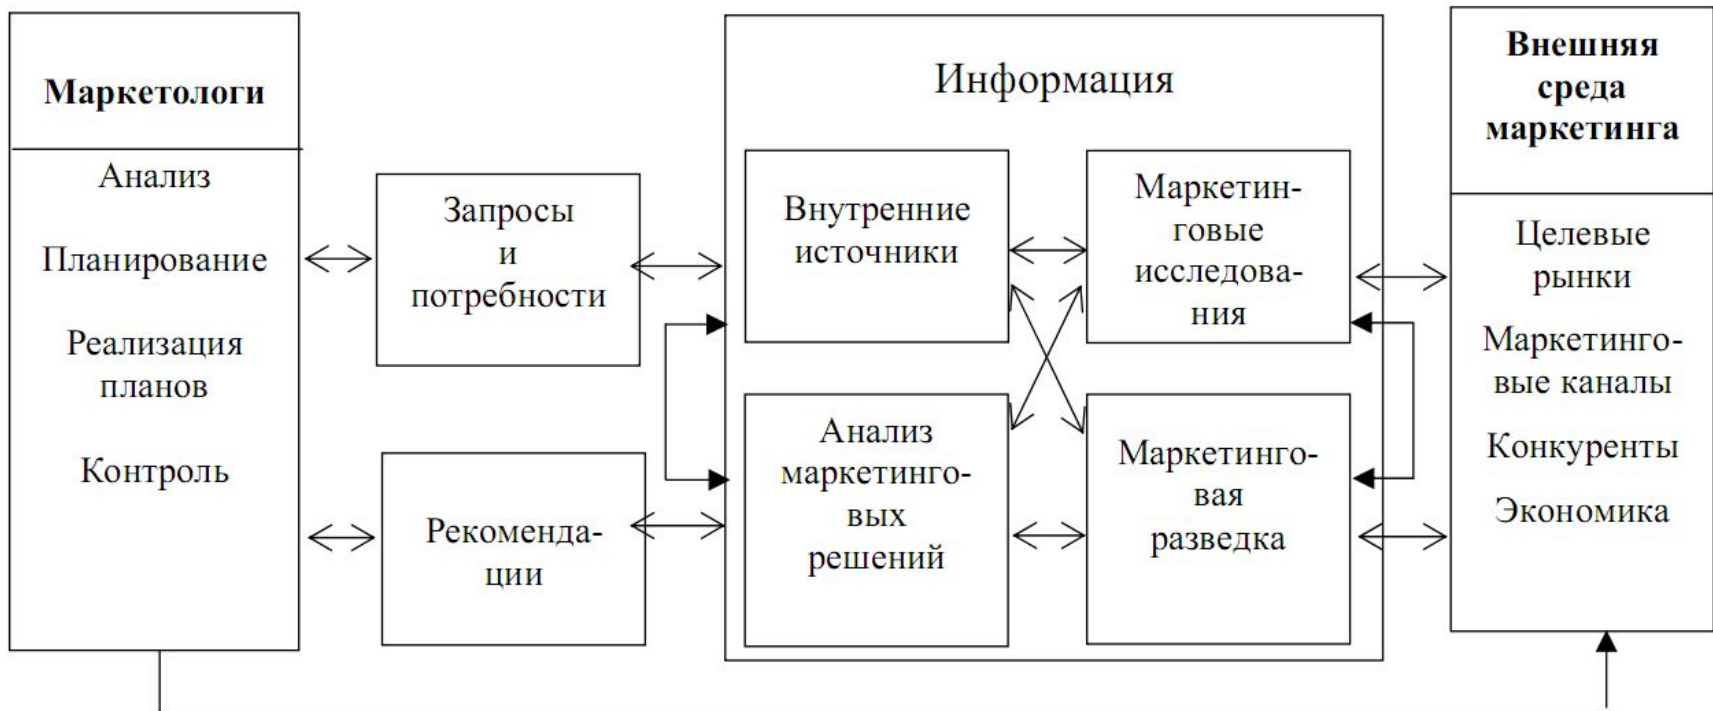 Маркетологи
Анализ
Планирование
Реализация
планов
Контроль
Запросы
и
потребности
Рекоменда-
ции
Информация
Внутренние
источники
Маркетин-
говые
исследова-
ния
Анализ
маркетинго-
вых
решений
Маркетинго-
вая
разведка
Внешняя
среда
маркетинга
Целевые
рынки
Маркетинго-
вые каналы
Конкуренты
Экономика